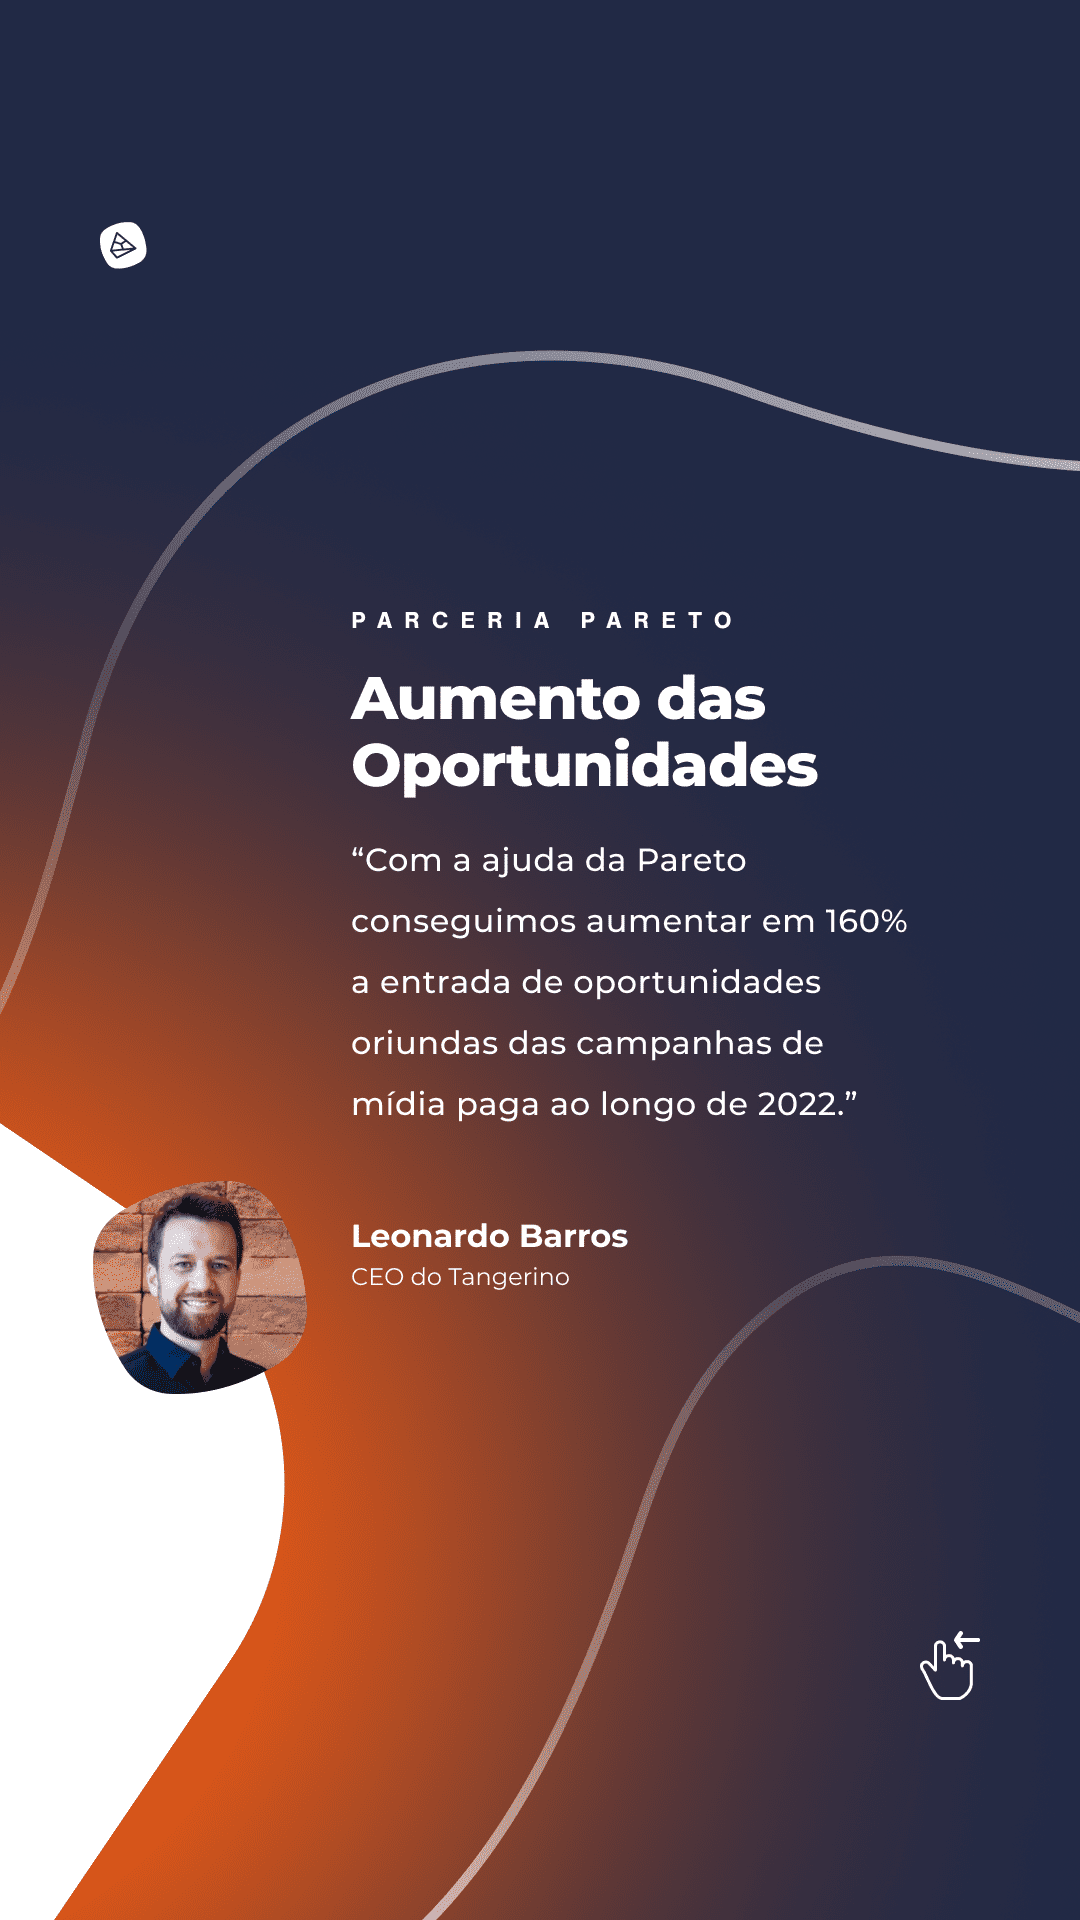 PARCERIA PARETO
Aumento das
Oportunidades
“Com a ajuda da Pareto
conseguimos aumentar em 160%
a entrada de oportunidades
oriundas das campanhas de
mídia paga ao longo de 2022.”
Leonardo Barros
CEO do Tangerino